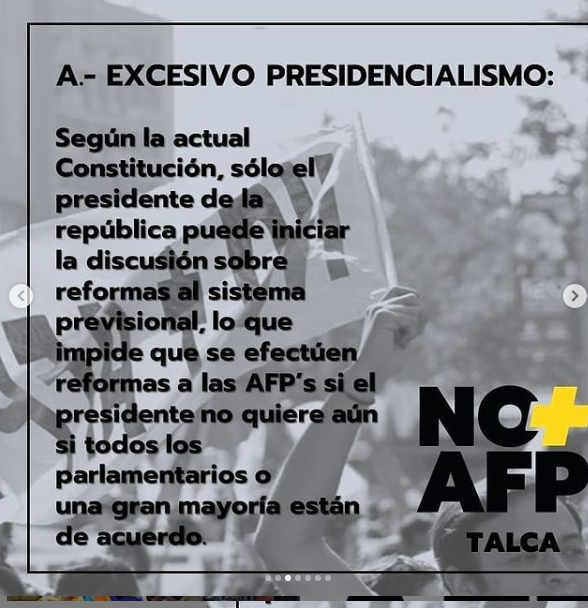 A.- EXCESIVO PRESIDENCIALISMO:
Según la actual
Constitución, sólo el
presidente de la
república puede iniciar
la discusión sobre
reformas al sistema
previsional, lo que
impide que se efectúen
reformas a las AFP's si el
presidente no quiere aún
si todos los
parlamentarios o
una gran mayoría están
de acuerdo.
NO+
AFP
TALCA